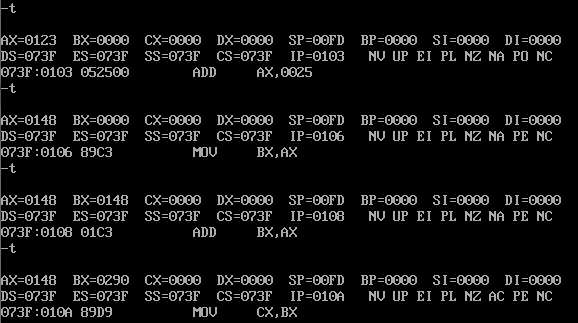 -t
AX=0123  BX=0000  CX=0000  DX=0000  SP=00FD  BP=0000  SI=0000  DI=0000
DS=073F  ES=073F  SS=073F  CS=073F  IP=0103   NV UP EI PL NZ NA PO NC
073F:0103 052500        ADD     AX,0025
-t
AX=0148  BX=0000  CX=0000  DX=0000  SP=00FD  BP=0000  SI=0000  DI=0000
DS=073F  ES=073F  SS=073F  CS=073F  IP=0106   NV UP EI PL NZ NA PE NC
073F:0106 89C3          MOV     BX,AX
-t
AX=0148  BX=0148  CX=0000  DX=0000  SP=00FD  BP=0000  SI=0000  DI=0000
DS=073F  ES=073F  SS=073F  CS=073F  IP=0108   NV UP EI PL NZ NA PE NC
073F:0108 01C3          ADD     BX,AX
-t
AX=0148  BX=0290  CX=0000  DX=0000  SP=00FD  BP=0000  SI=0000  DI=0000
DS=073F  ES=073F  SS=073F  CS=073F  IP=010A   NV UP EI PL NZ AC PE NC
073F:010A 89D9          MOV     CX,BX